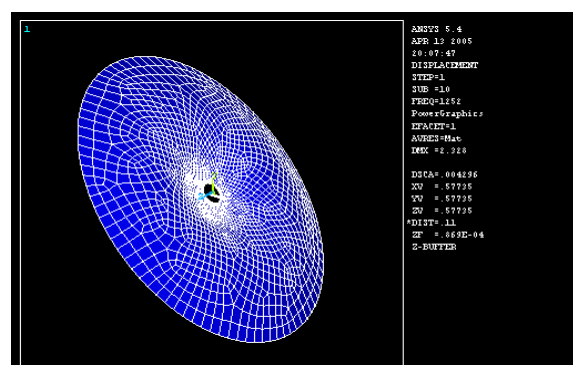 1
ANSYS 5.4
APR 13 2005
20:07:47
DISPLACEMENT
STEP=1
SUB =10
FREQ=1252
PowerGraphics
EFACET=1
AVRES=Mat
DMX =2.328
DSCA=.004296
XV =.57735
YV =.57735
ZV =.57735
*DIST=.11
ZF =.869E-04
Z-BUFFER